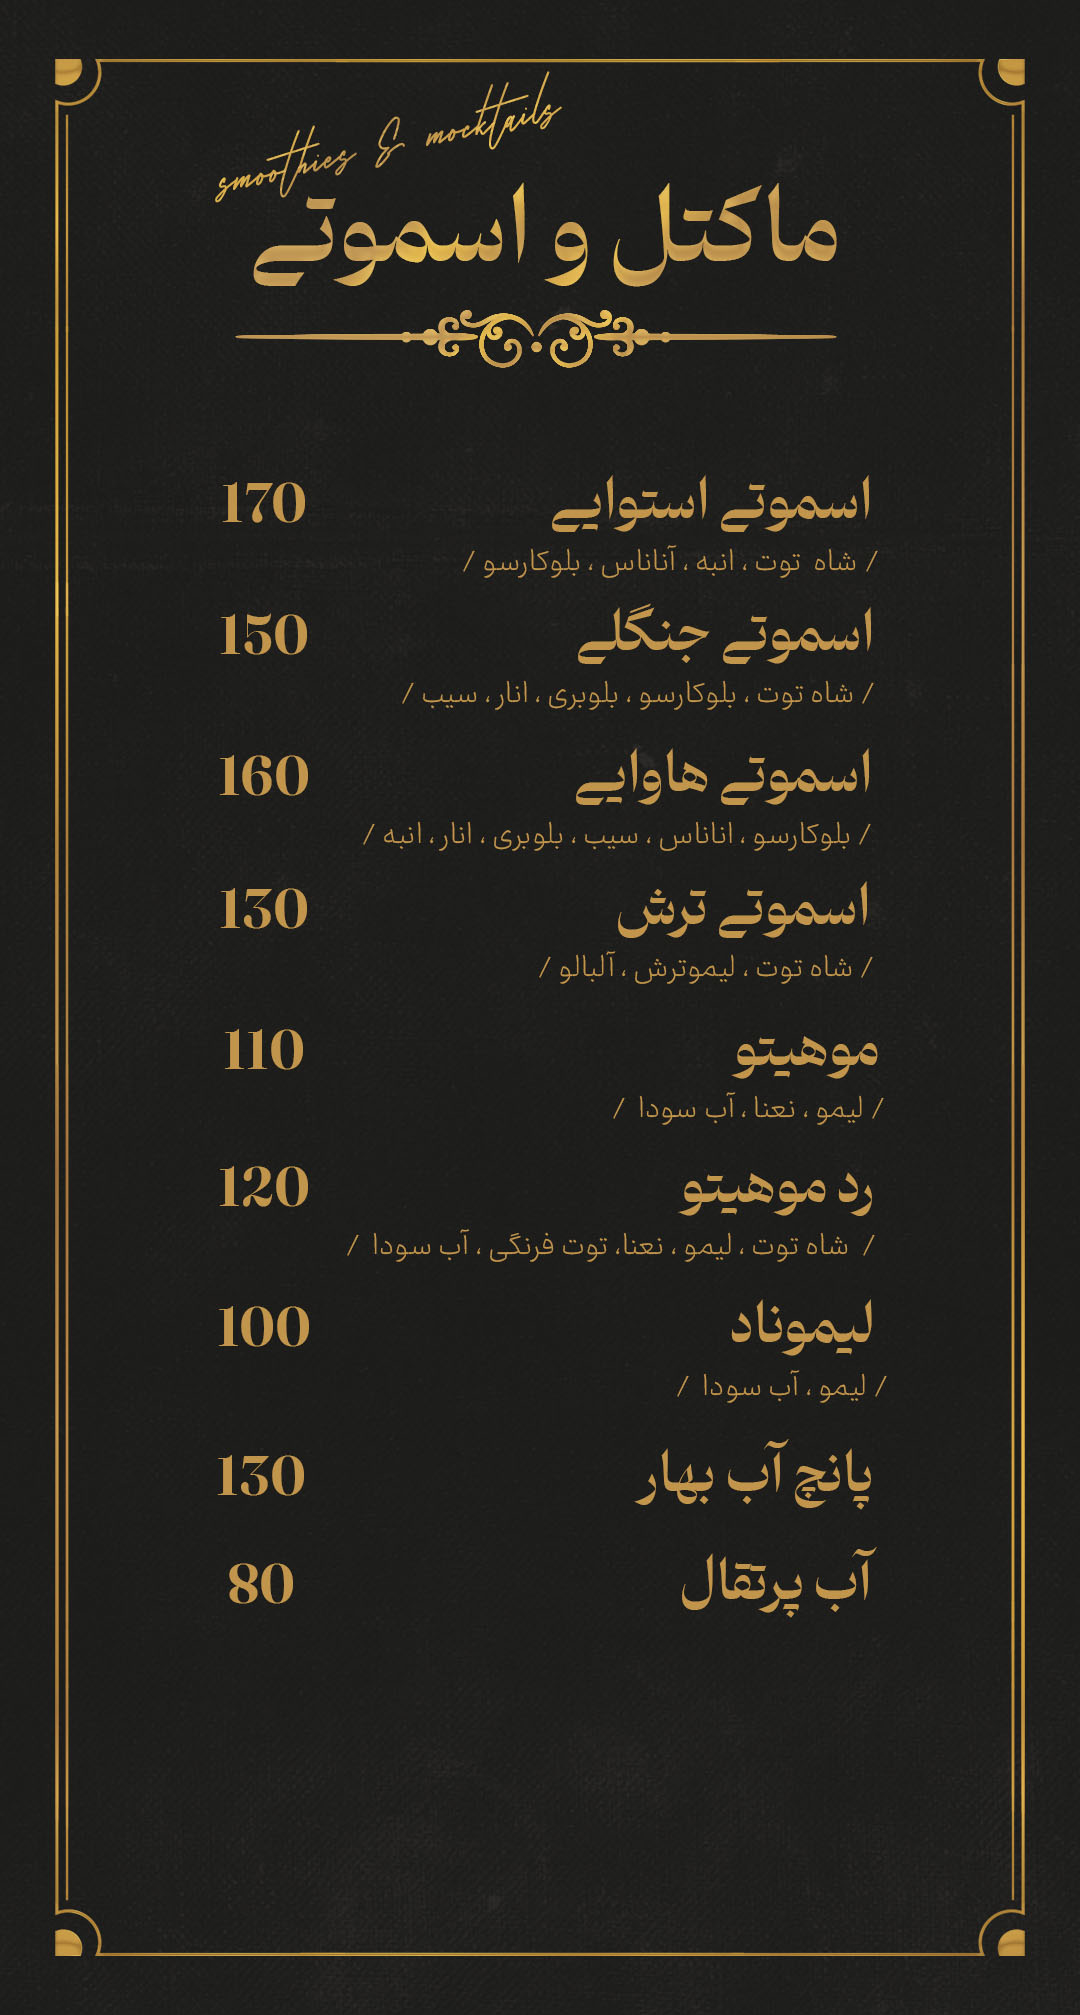 smoothies & mocktails
ماکتل و اسموتی
اسموتی استوایی 170
/ شاه توت ، انبه ، آناناس ، بلوکارسو /
اسموتی جنگلی 150
/ شاه توت ، بلوکارسو ، بلوبری ، انار ، سیب /
اسموتی هاوایی 160
/ بلوکارسو ، اناناس ، سیب ، بلوبری ، انار ، انبه /
اسموتی ترش 130
/ شاه توت ، لیموترش ، آلبالو /
موهیتو 110
/ لیمو ، نعنا ، آب سودا /
رد موهیتو 120
/ شاه توت ، لیمو ، نعنا، توت فرنگی ، آب سودا /
لیموناد 100
/ لیمو ، آب سودا /
پانچ آب بهار 130
آب پرتقال 80